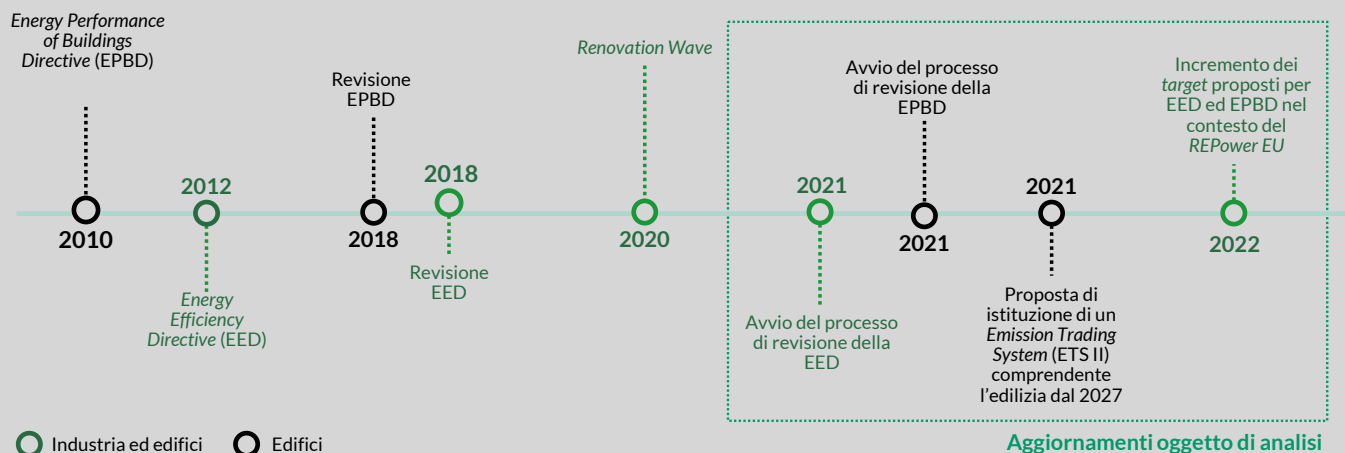 Energy Performance
of Buildings
Directive (EPBD)
2010
2012
Energy
Efficiency
Directive (EED)
Revisione
EPBD
2018
2018
Revisione
EED
Renovation Wave
2020
2021
Avvio del processo
di revisione della
EED
Avvio del processo
di revisione della
EPBD
2021
2021
Proposta di
istituzione di un
Emission Trading
System (ETS II)
comprendente
l’edilizia dal 2027
Incremento dei
target proposti per
EED ed EPBD nel
contesto del
REPower EU
2022
Industria ed edifici
Edifici
Aggiornamenti oggetto di analisi